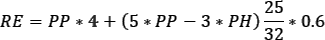 RE = PP * 4 + (5 * PP − 3 * PH) 25/32 * 0.6